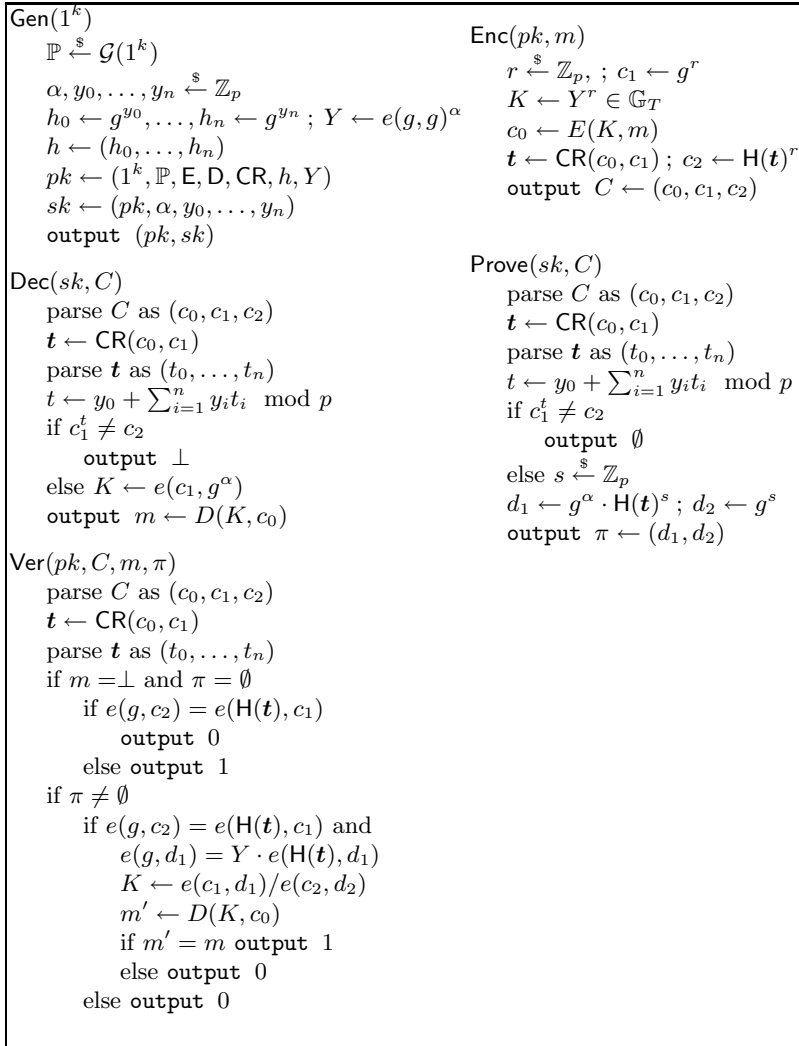 Gen(1^k)
ℙ ←$ 𝒢(1^k)
α, y_0, …, y_n ←$ ℤ_p
h_0 ← g^{y_0}, …, h_n ← g^{y_n} ; Y ← e(g, g)^α
h ← (h_0, …, h_n)
pk ← (1^k, ℙ, E, D, CR, h, Y)
sk ← (pk, α, y_0, …, y_n)
output (pk, sk)
Enc(pk, m)
r ←$ ℤ_p, ; c_1 ← g^r
K ← Y^r ∈ 𝔾_T
c_0 ← E(K, m)
t ← CR(c_0, c_1) ; c_2 ← H(t)^r
output C ← (c_0, c_1, c_2)
Dec(sk, C)
parse C as (c_0, c_1, c_2)
t ← CR(c_0, c_1)
parse t as (t_0, …, t_n)
t ← y_0 + ∑_{i=1}^n y_i t_i mod p
if c_1^t ≠ c_2
output ⊥
else K ← e(c_1, g^α)
output m ← D(K, c_0)
Prove(sk, C)
parse C as (c_0, c_1, c_2)
t ← CR(c_0, c_1)
parse t as (t_0, …, t_n)
t ← y_0 + ∑_{i=1}^n y_i t_i mod p
if c_1^t ≠ c_2
output ∅
else s ←$ ℤ_p
d_1 ← g^α · H(t)^s ; d_2 ← g^s
output π ← (d_1, d_2)
Ver(pk, C, m, π)
parse C as (c_0, c_1, c_2)
t ← CR(c_0, c_1)
parse t as (t_0, …, t_n)
if m =⊥ and π = ∅
if e(g, c_2) = e(H(t), c_1)
output 0
else output 1
if π ≠ ∅
if e(g, c_2) = e(H(t), c_1) and
e(g, d_1) = Y · e(H(t), d_1)
K ← e(c_1, d_1)/e(c_2, d_2)
m′ ← D(K, c_0)
if m′ = m output 1
else output 0
else output 0